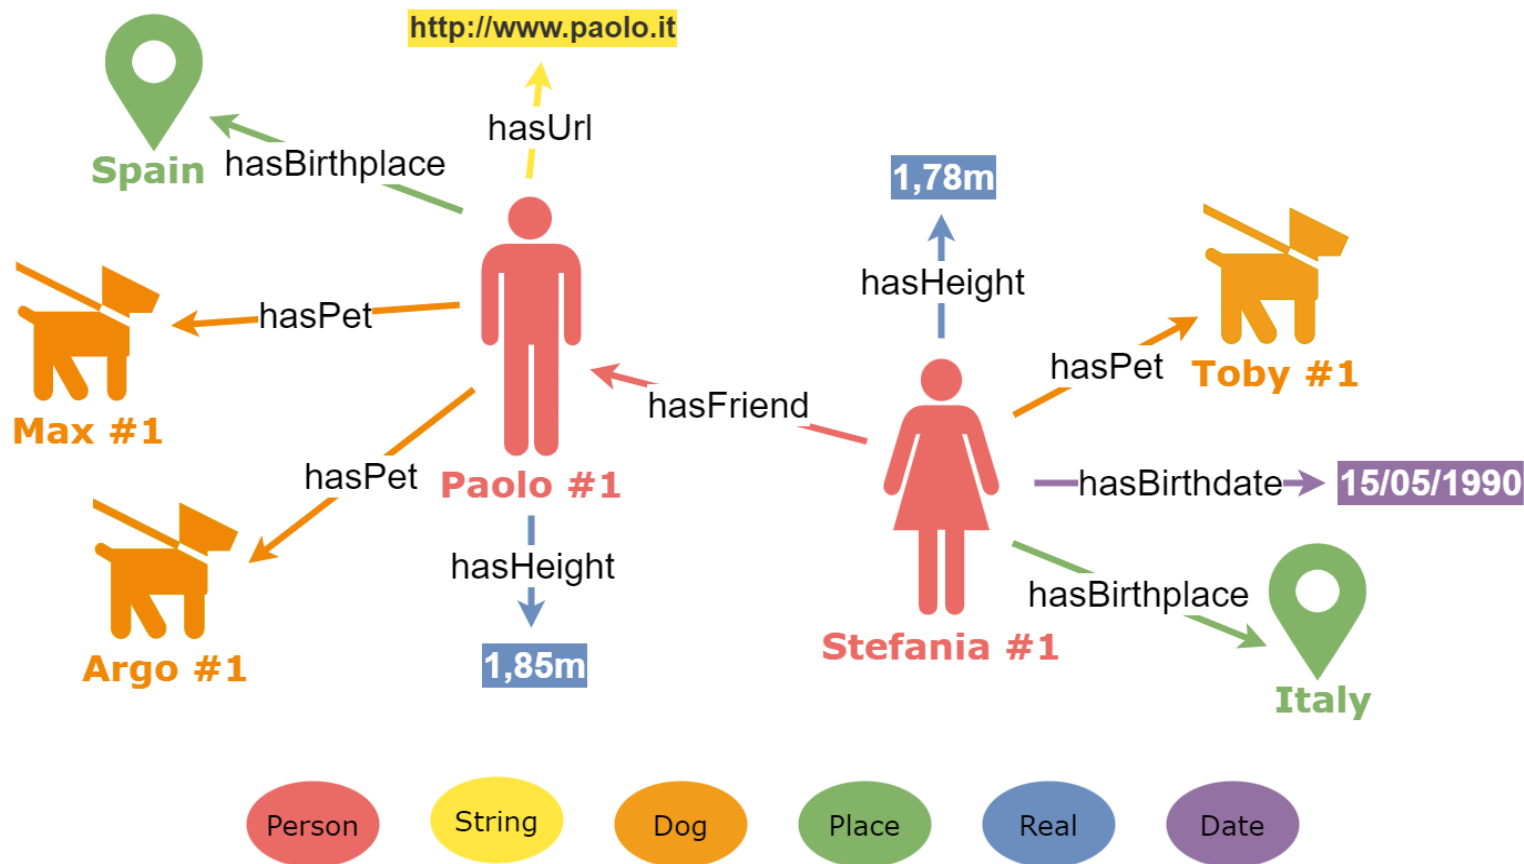 http://www.paolo.it
hasUrl
Spain
hasBirthplace
1,78m
hasHeight
hasPet
Max #1
hasPet
Toby #1
hasFriend
hasPet
Paolo #1
hasBirthdate
15/05/1990
hasHeight
hasBirthplace
Argo #1
1,85m
Stefania #1
Italy
Person
String
Dog
Place
Real
Date